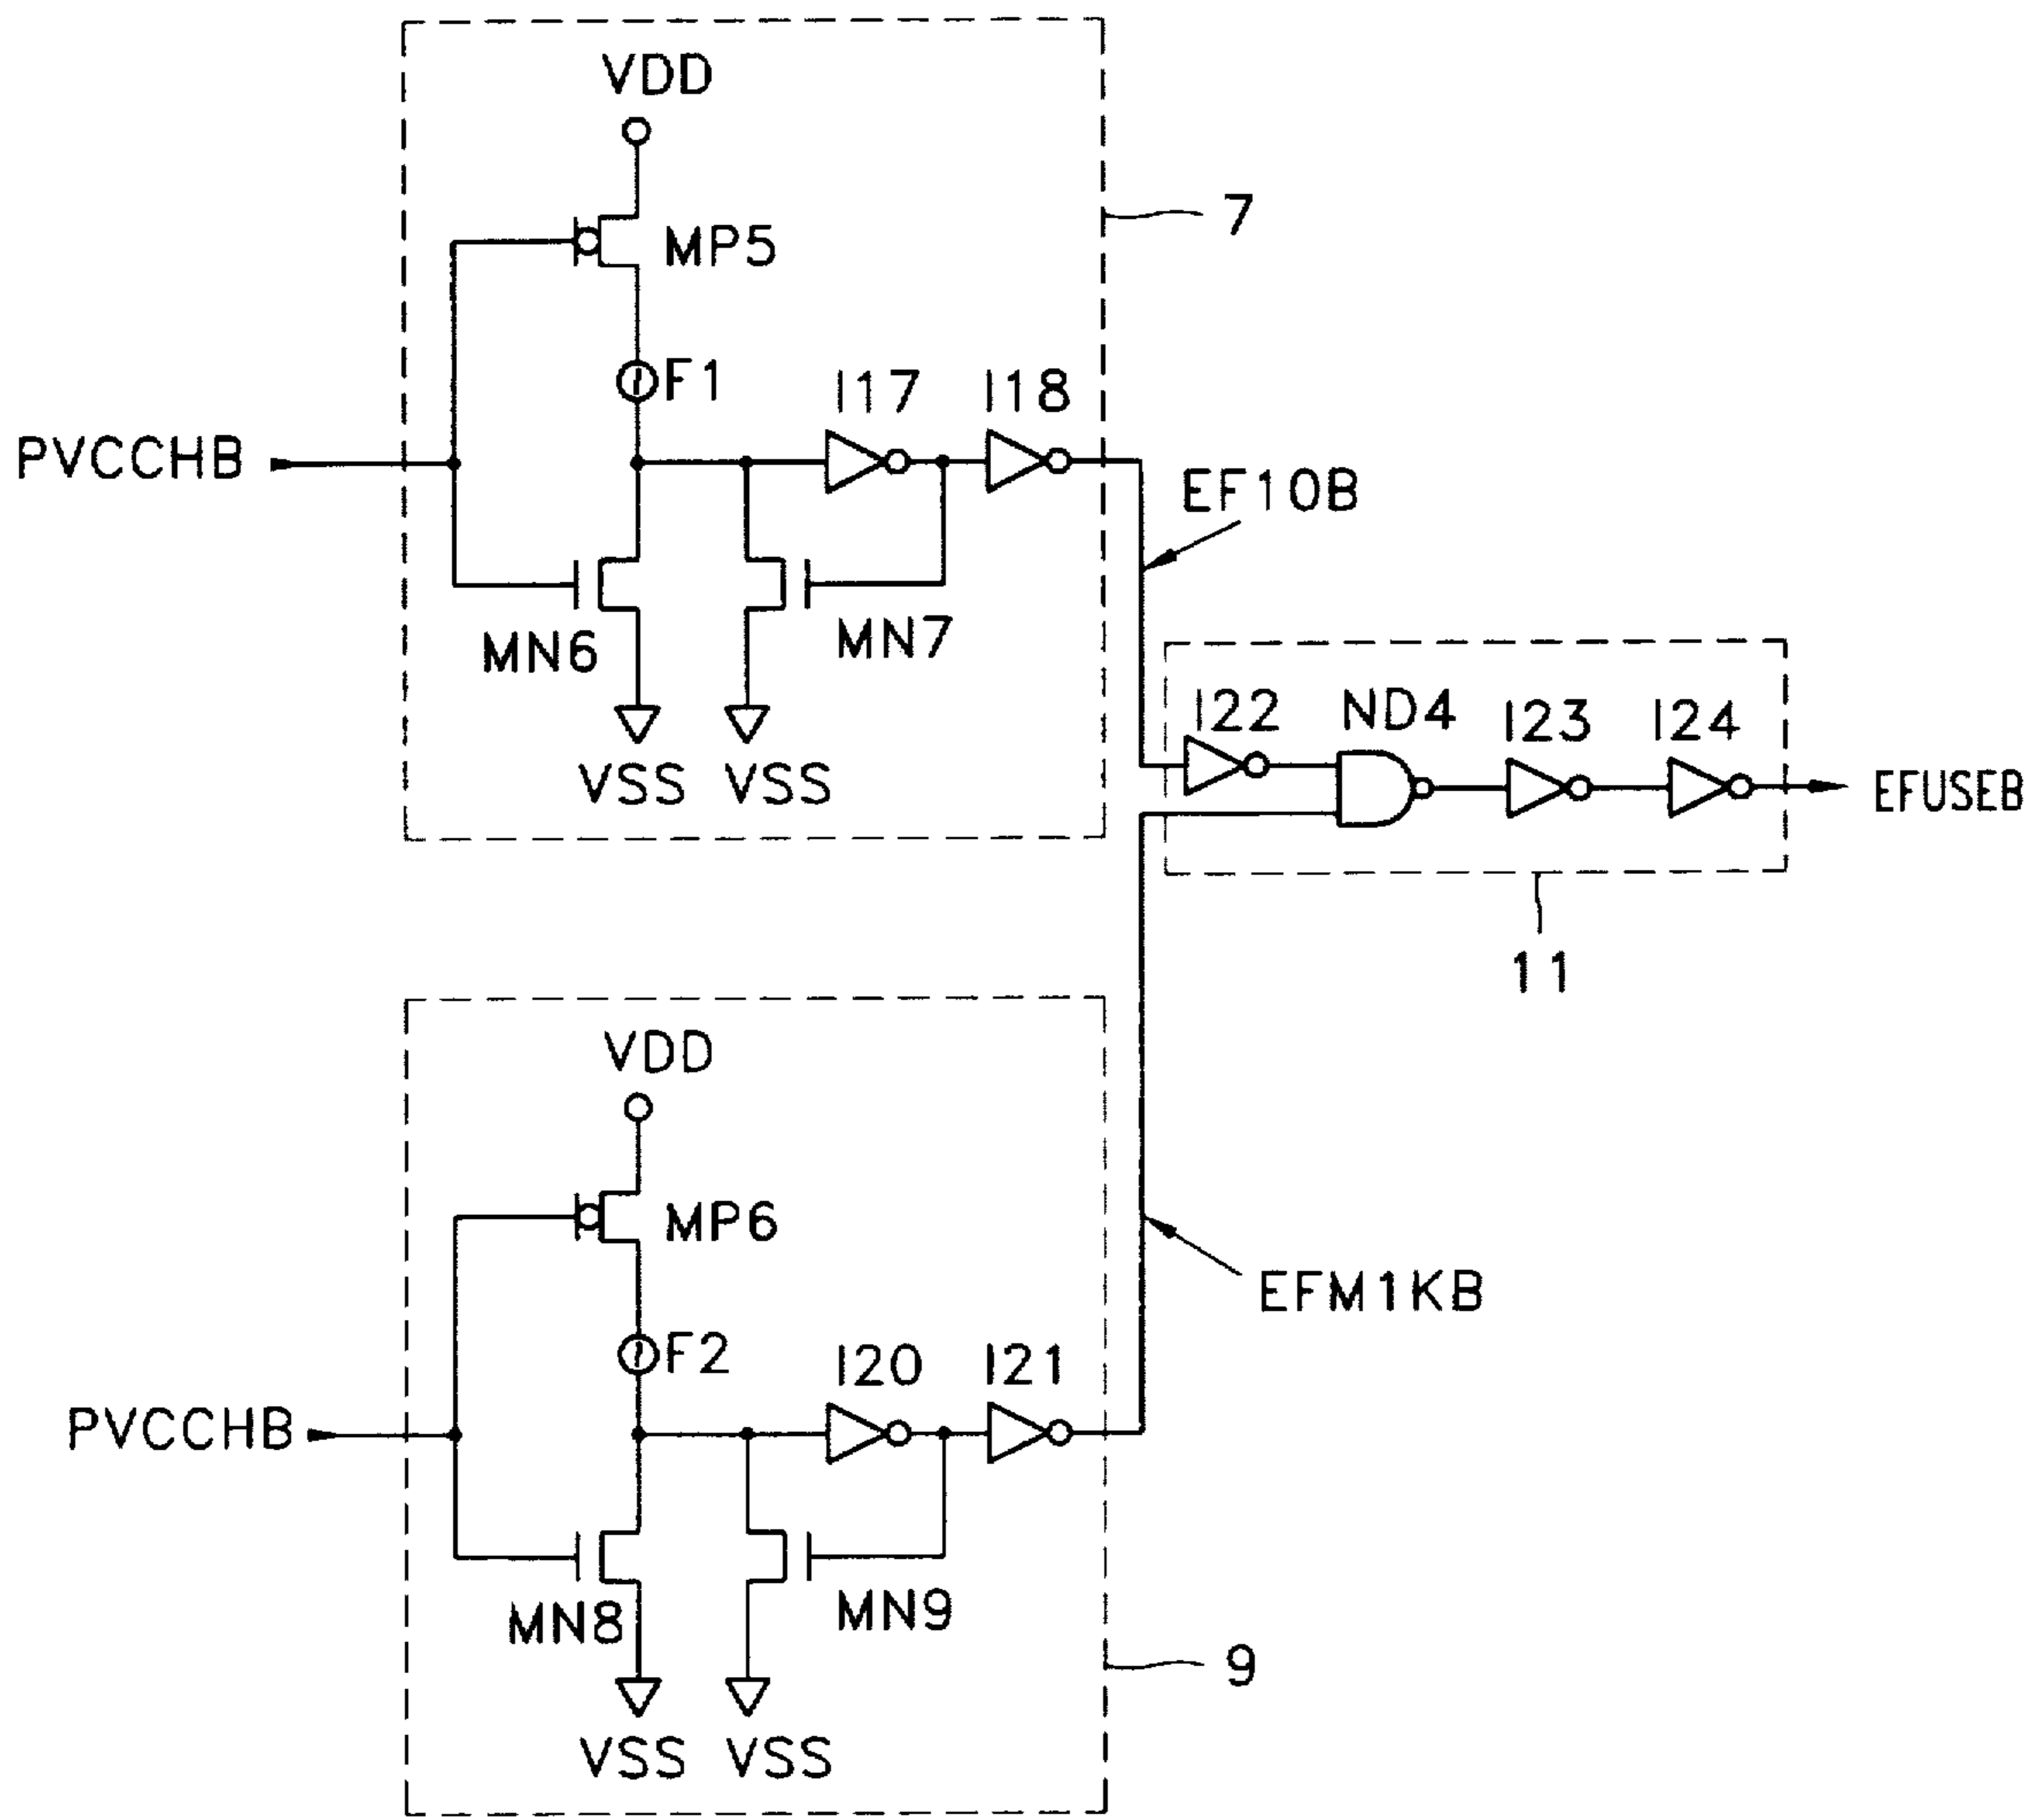 VDD
7
MP5
F1
I17
I18
PVCCHB
EF10B
MN6
MN7
VSS
VSS
I22
ND4
I23
I24
EFUSEB
11
VDD
MP6
EFM1KB
F2
I20
I21
PVCCHB
MN8
MN9
9
VSS
VSS